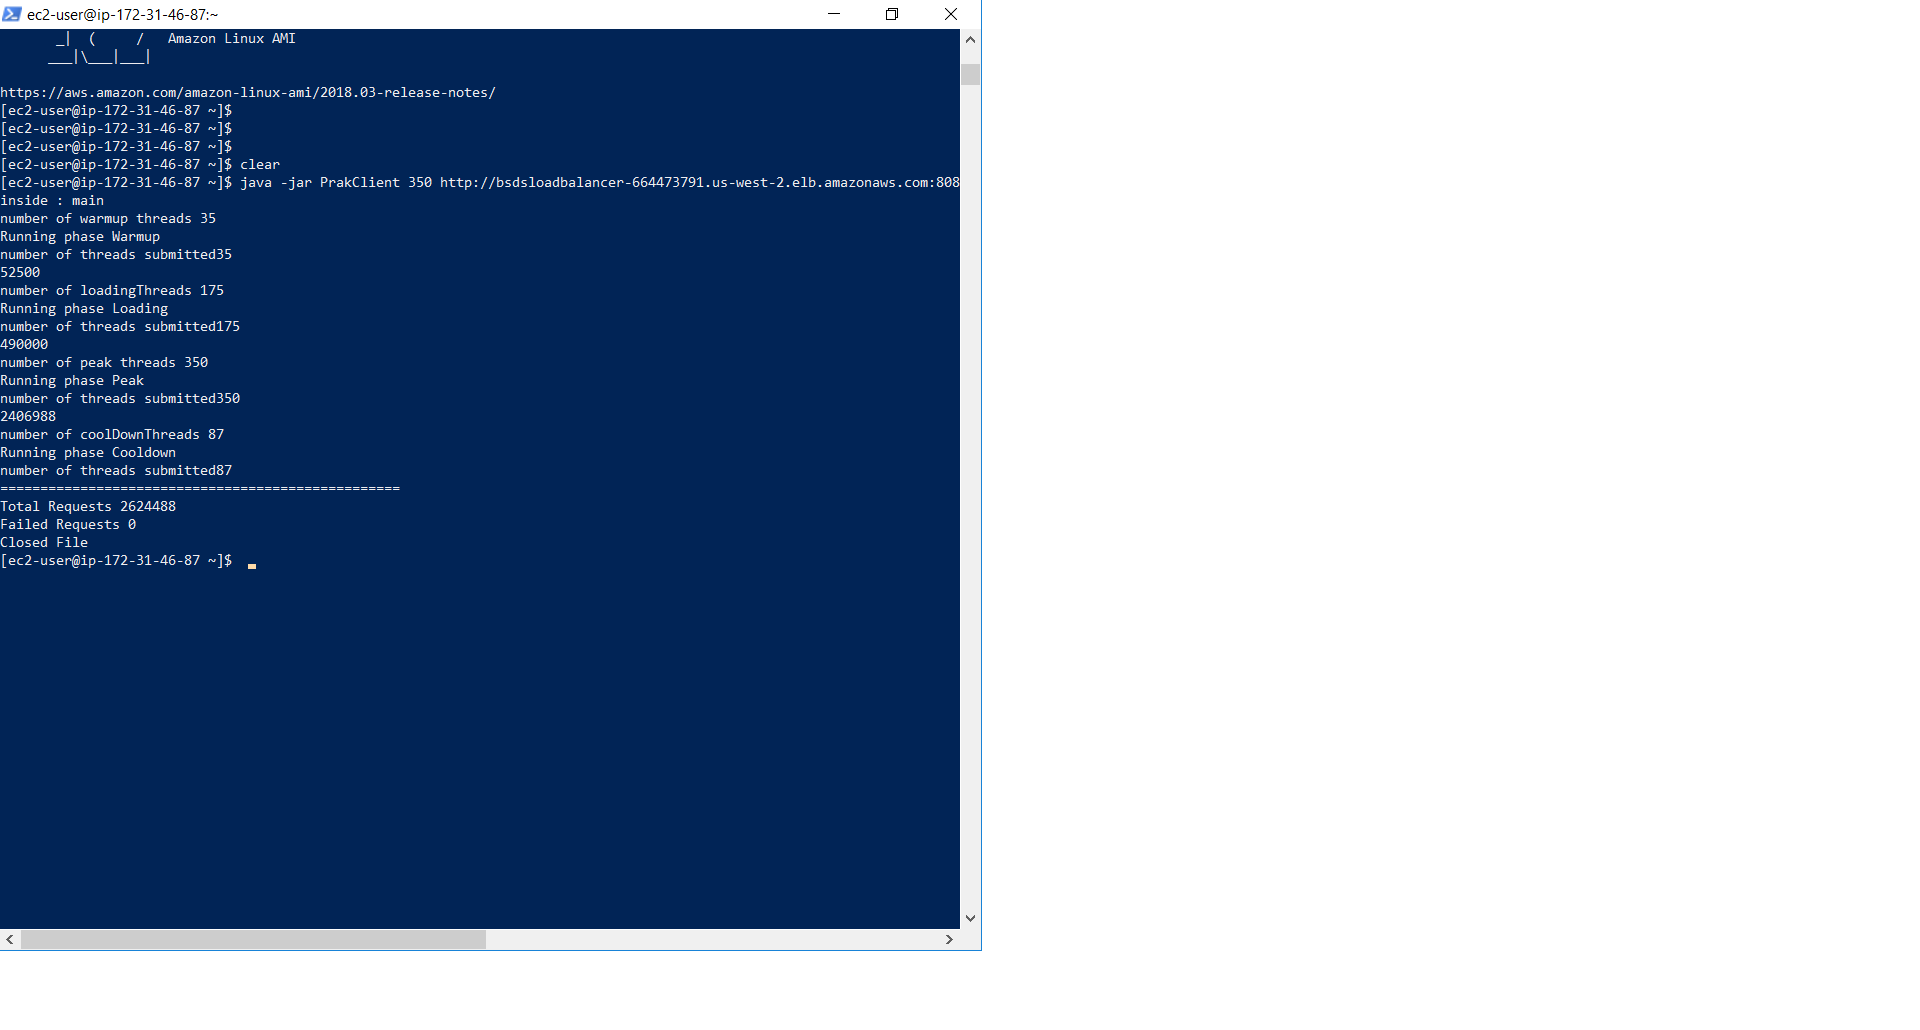 ec2-user@ip-172-31-46-87:~
_|  (     /   Amazon Linux AMI
___|\___|___|
https://aws.amazon.com/amazon-linux-ami/2018.03-release-notes/
[ec2-user@ip-172-31-46-87 ~]$
[ec2-user@ip-172-31-46-87 ~]$
[ec2-user@ip-172-31-46-87 ~]$
[ec2-user@ip-172-31-46-87 ~]$ clear
[ec2-user@ip-172-31-46-87 ~]$ java -jar PrakClient 350 http://bsdsloadbalancer-664473791.us-west-2.elb.amazonaws.com:808
inside : main
number of warmup threads 35
Running phase Warmup
number of threads submitted35
52500
number of loadingThreads 175
Running phase Loading
number of threads submitted175
490000
number of peak threads 350
Running phase Peak
number of threads submitted350
2406988
number of coolDownThreads 87
Running phase Cooldown
number of threads submitted87
==================================================
Total Requests 2624488
Failed Requests 0
Closed File
[ec2-user@ip-172-31-46-87 ~]$